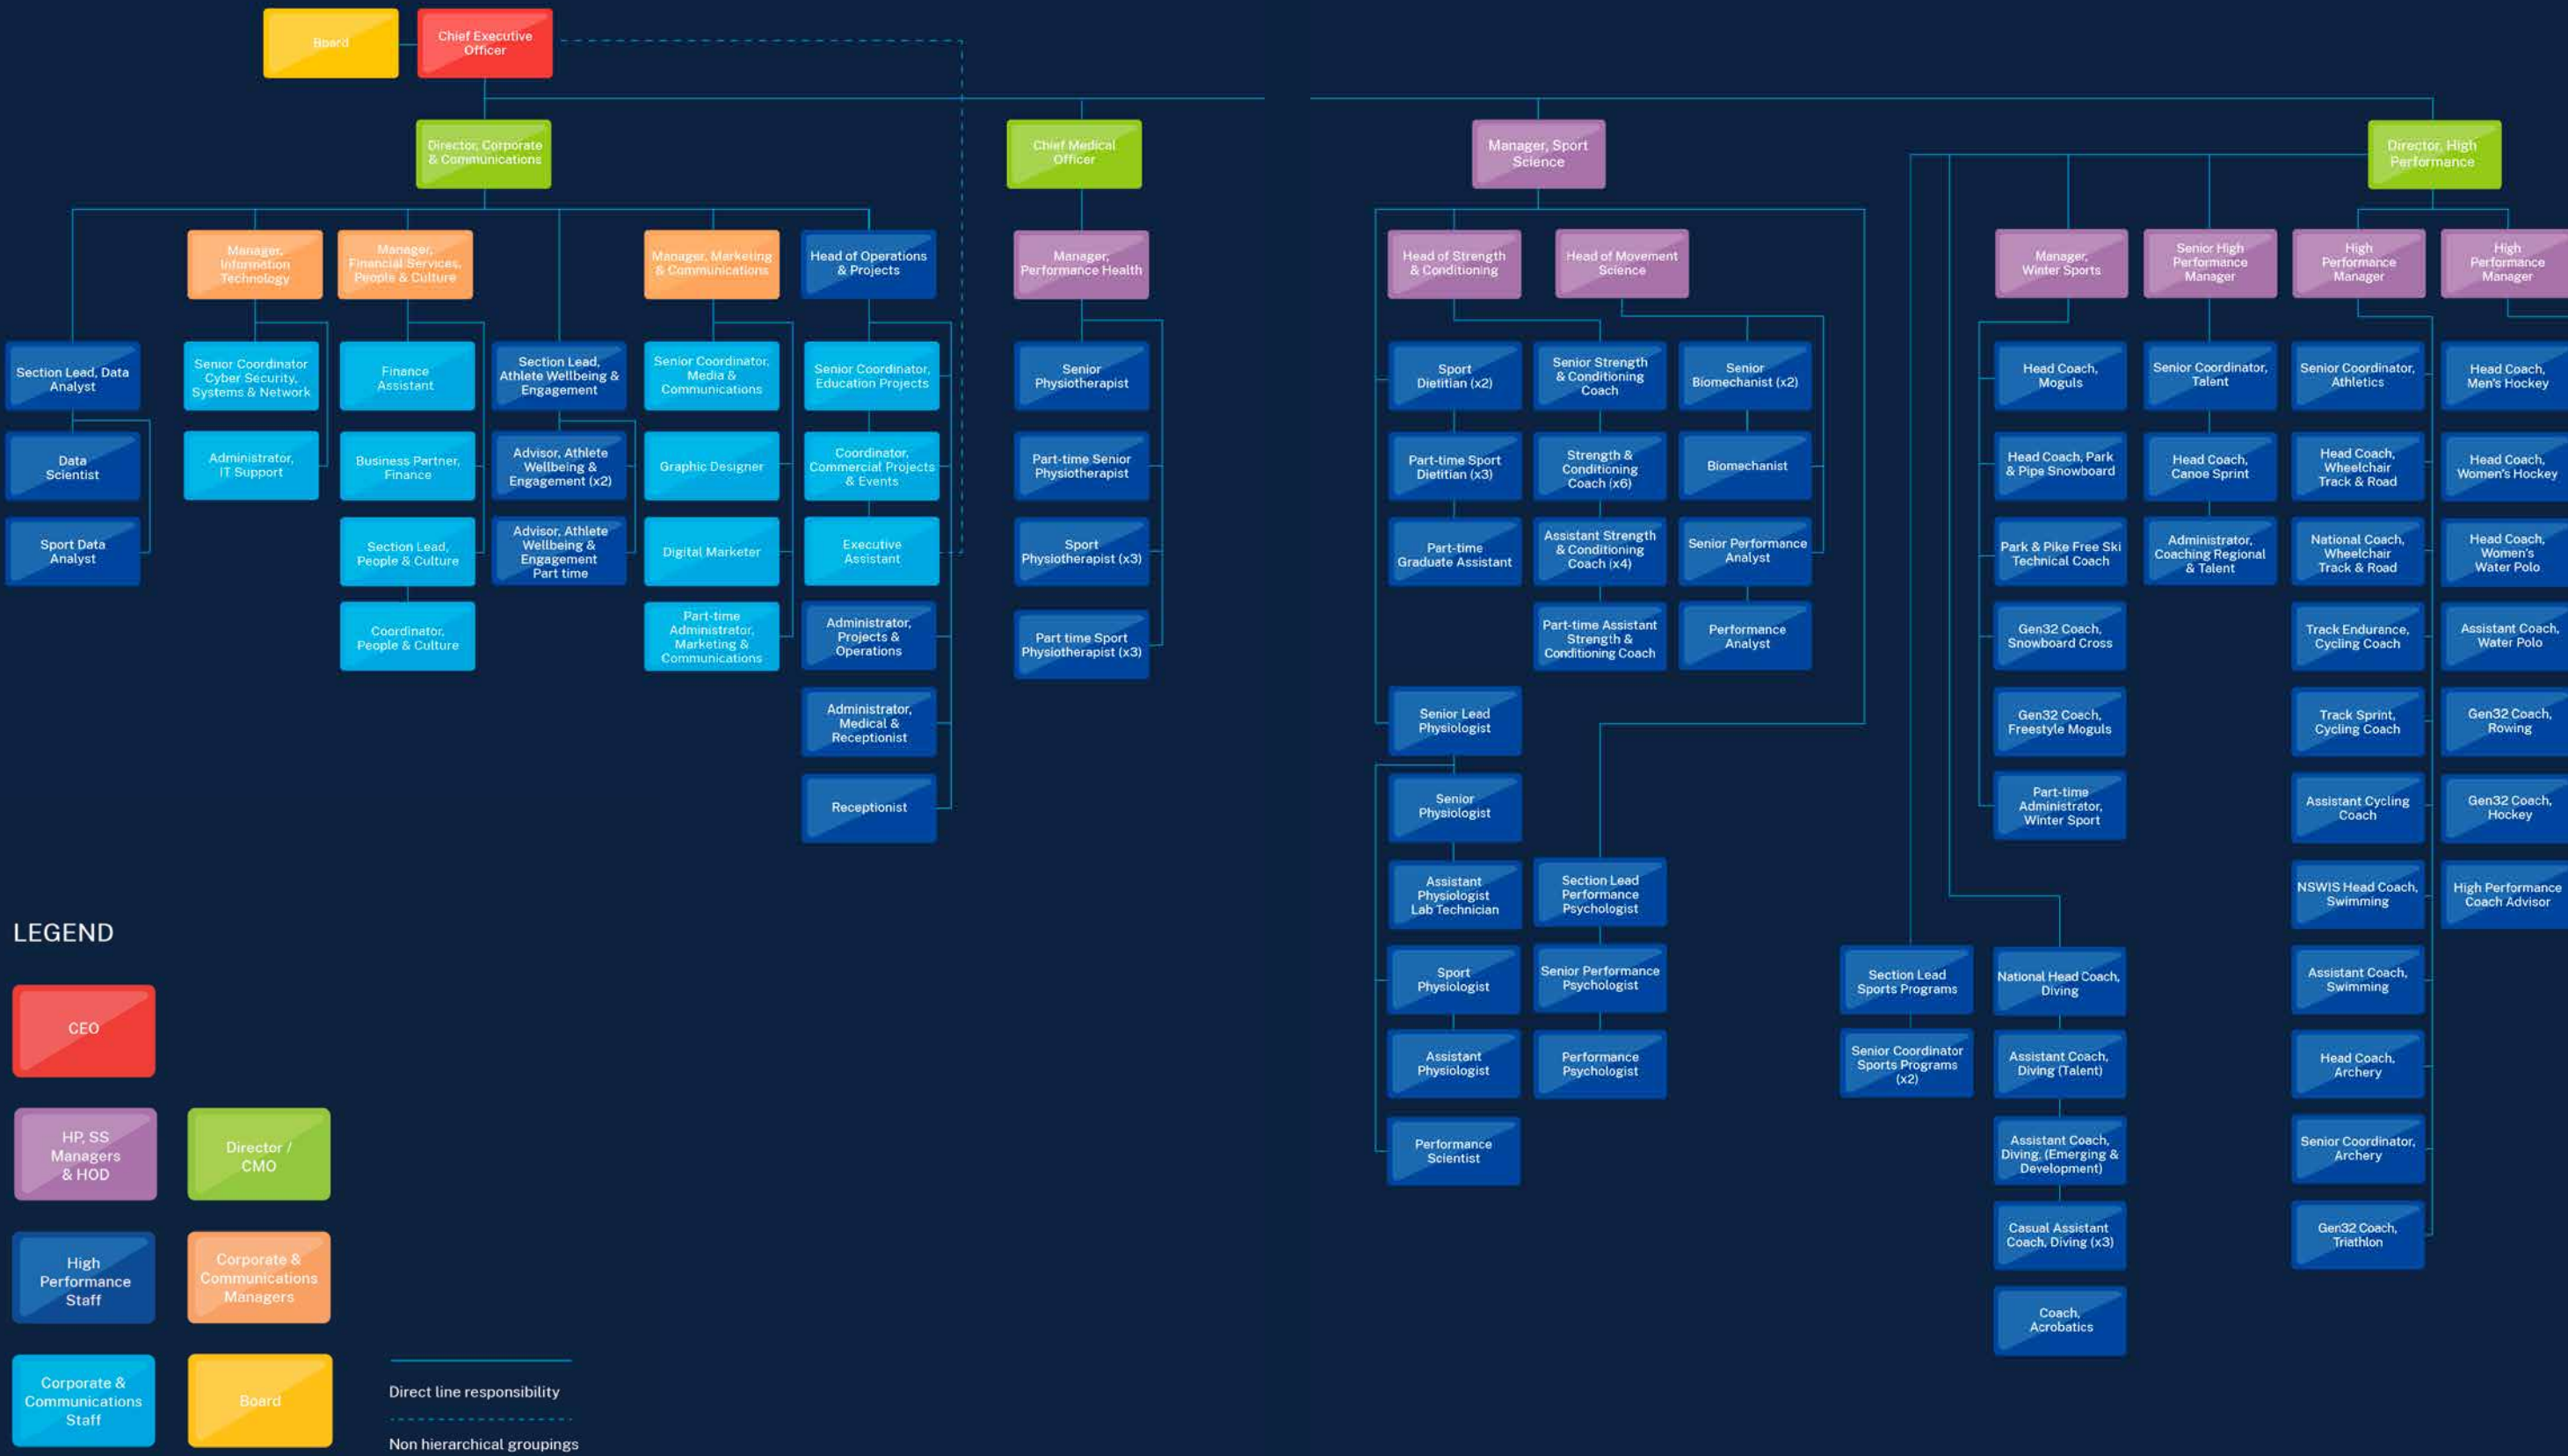 Board
Chief Executive
Officer
Director, Corporate
& Communications
Chief Medical
Officer
Manager, Sport
Science
Director, High
Performance
Manager,
Information
Technology
Manager,
Financial Services,
People & Culture
Manager, Marketing
& Communications
Head of Operations
& Projects
Manager,
Performance Health
Head of Strength
& Conditioning
Head of Movement
Science
Manager,
Winter Sports
Senior High
Performance
Manager
High
Performance
Manager
High
Performance
Manager
Section Lead, Data
Analyst
Data
Scientist
Sport Data
Analyst
Senior Coordinator
Cyber Security,
Systems & Network
Administrator,
IT Support
Finance
Assistant
Business Partner,
Finance
Section Lead,
People & Culture
Coordinator,
People & Culture
Section Lead,
Athlete Wellbeing &
Engagement
Advisor, Athlete
Wellbeing &
Engagement (x2)
Advisor, Athlete
Wellbeing &
Engagement
Part time
Senior Coordinator,
Media &
Communications
Graphic Designer
Digital Marketer
Part-time
Administrator,
Marketing &
Communications
Senior Coordinator,
Education Projects
Coordinator,
Commercial Projects
& Events
Executive
Assistant
Administrator,
Projects &
Operations
Administrator,
Medical &
Receptionist
Receptionist
Senior
Physiotherapist
Part-time Senior
Physiotherapist
Sport
Physiotherapist (x3)
Part time Sport
Physiotherapist (x3)
Sport
Dietitian (x2)
Part-time Sport
Dietitian (x3)
Part-time
Graduate Assistant
Senior Lead
Physiologist
Senior
Physiologist
Assistant
Physiologist
Lab Technician
Sport
Physiologist
Assistant
Physiologist
Performance
Scientist
Senior Strength
& Conditioning
Coach
Strength &
Conditioning
Coach (x6)
Assistant Strength
& Conditioning
Coach (x4)
Part-time Assistant
Strength &
Conditioning Coach
Section Lead
Performance
Psychologist
Senior Performance
Psychologist
Performance
Psychologist
Senior
Biomechanist (x2)
Biomechanist
Senior Performance
Analyst
Performance
Analyst
Section Lead
Sports Programs
Senior Coordinator
Sports Programs
(x2)
Head Coach,
Moguls
Head Coach, Park
& Pipe Snowboard
Park & Pike Free Ski
Technical Coach
Gen32 Coach,
Snowboard Cross
Gen32 Coach,
Freestyle Moguls
Part-time
Administrator,
Winter Sport
National Head Coach,
Diving
Assistant Coach,
Diving (Talent)
Assistant Coach,
Diving, (Emerging &
Development)
Casual Assistant
Coach, Diving (x3)
Coach,
Acrobatics
Senior Coordinator,
Talent
Head Coach,
Canoe Sprint
Administrator,
Coaching Regional
& Talent
Senior Coordinator,
Athletics
Head Coach,
Wheelchair
Track & Road
National Coach,
Wheelchair
Track & Road
Track Endurance,
Cycling Coach
Track Sprint,
Cycling Coach
Assistant Cycling
Coach
NSWIS Head Coach,
Swimming
Assistant Coach,
Swimming
Head Coach,
Archery
Senior Coordinator,
Archery
Gen32 Coach,
Triathlon
Head Coach,
Men's Hockey
Head Coach,
Women's Hockey
Head Coach,
Women's
Water Polo
Assistant Coach,
Water Polo
Gen32 Coach,
Rowing
Gen32 Coach,
Hockey
High Performance
Coach Advisor
LEGEND
CEO
HP, SS
Managers
& HOD
Director /
CMO
High
Performance
Staff
Corporate &
Communications
Managers
Corporate &
Communications
Staff
Board
Direct line responsibility
Non hierarchical groupings